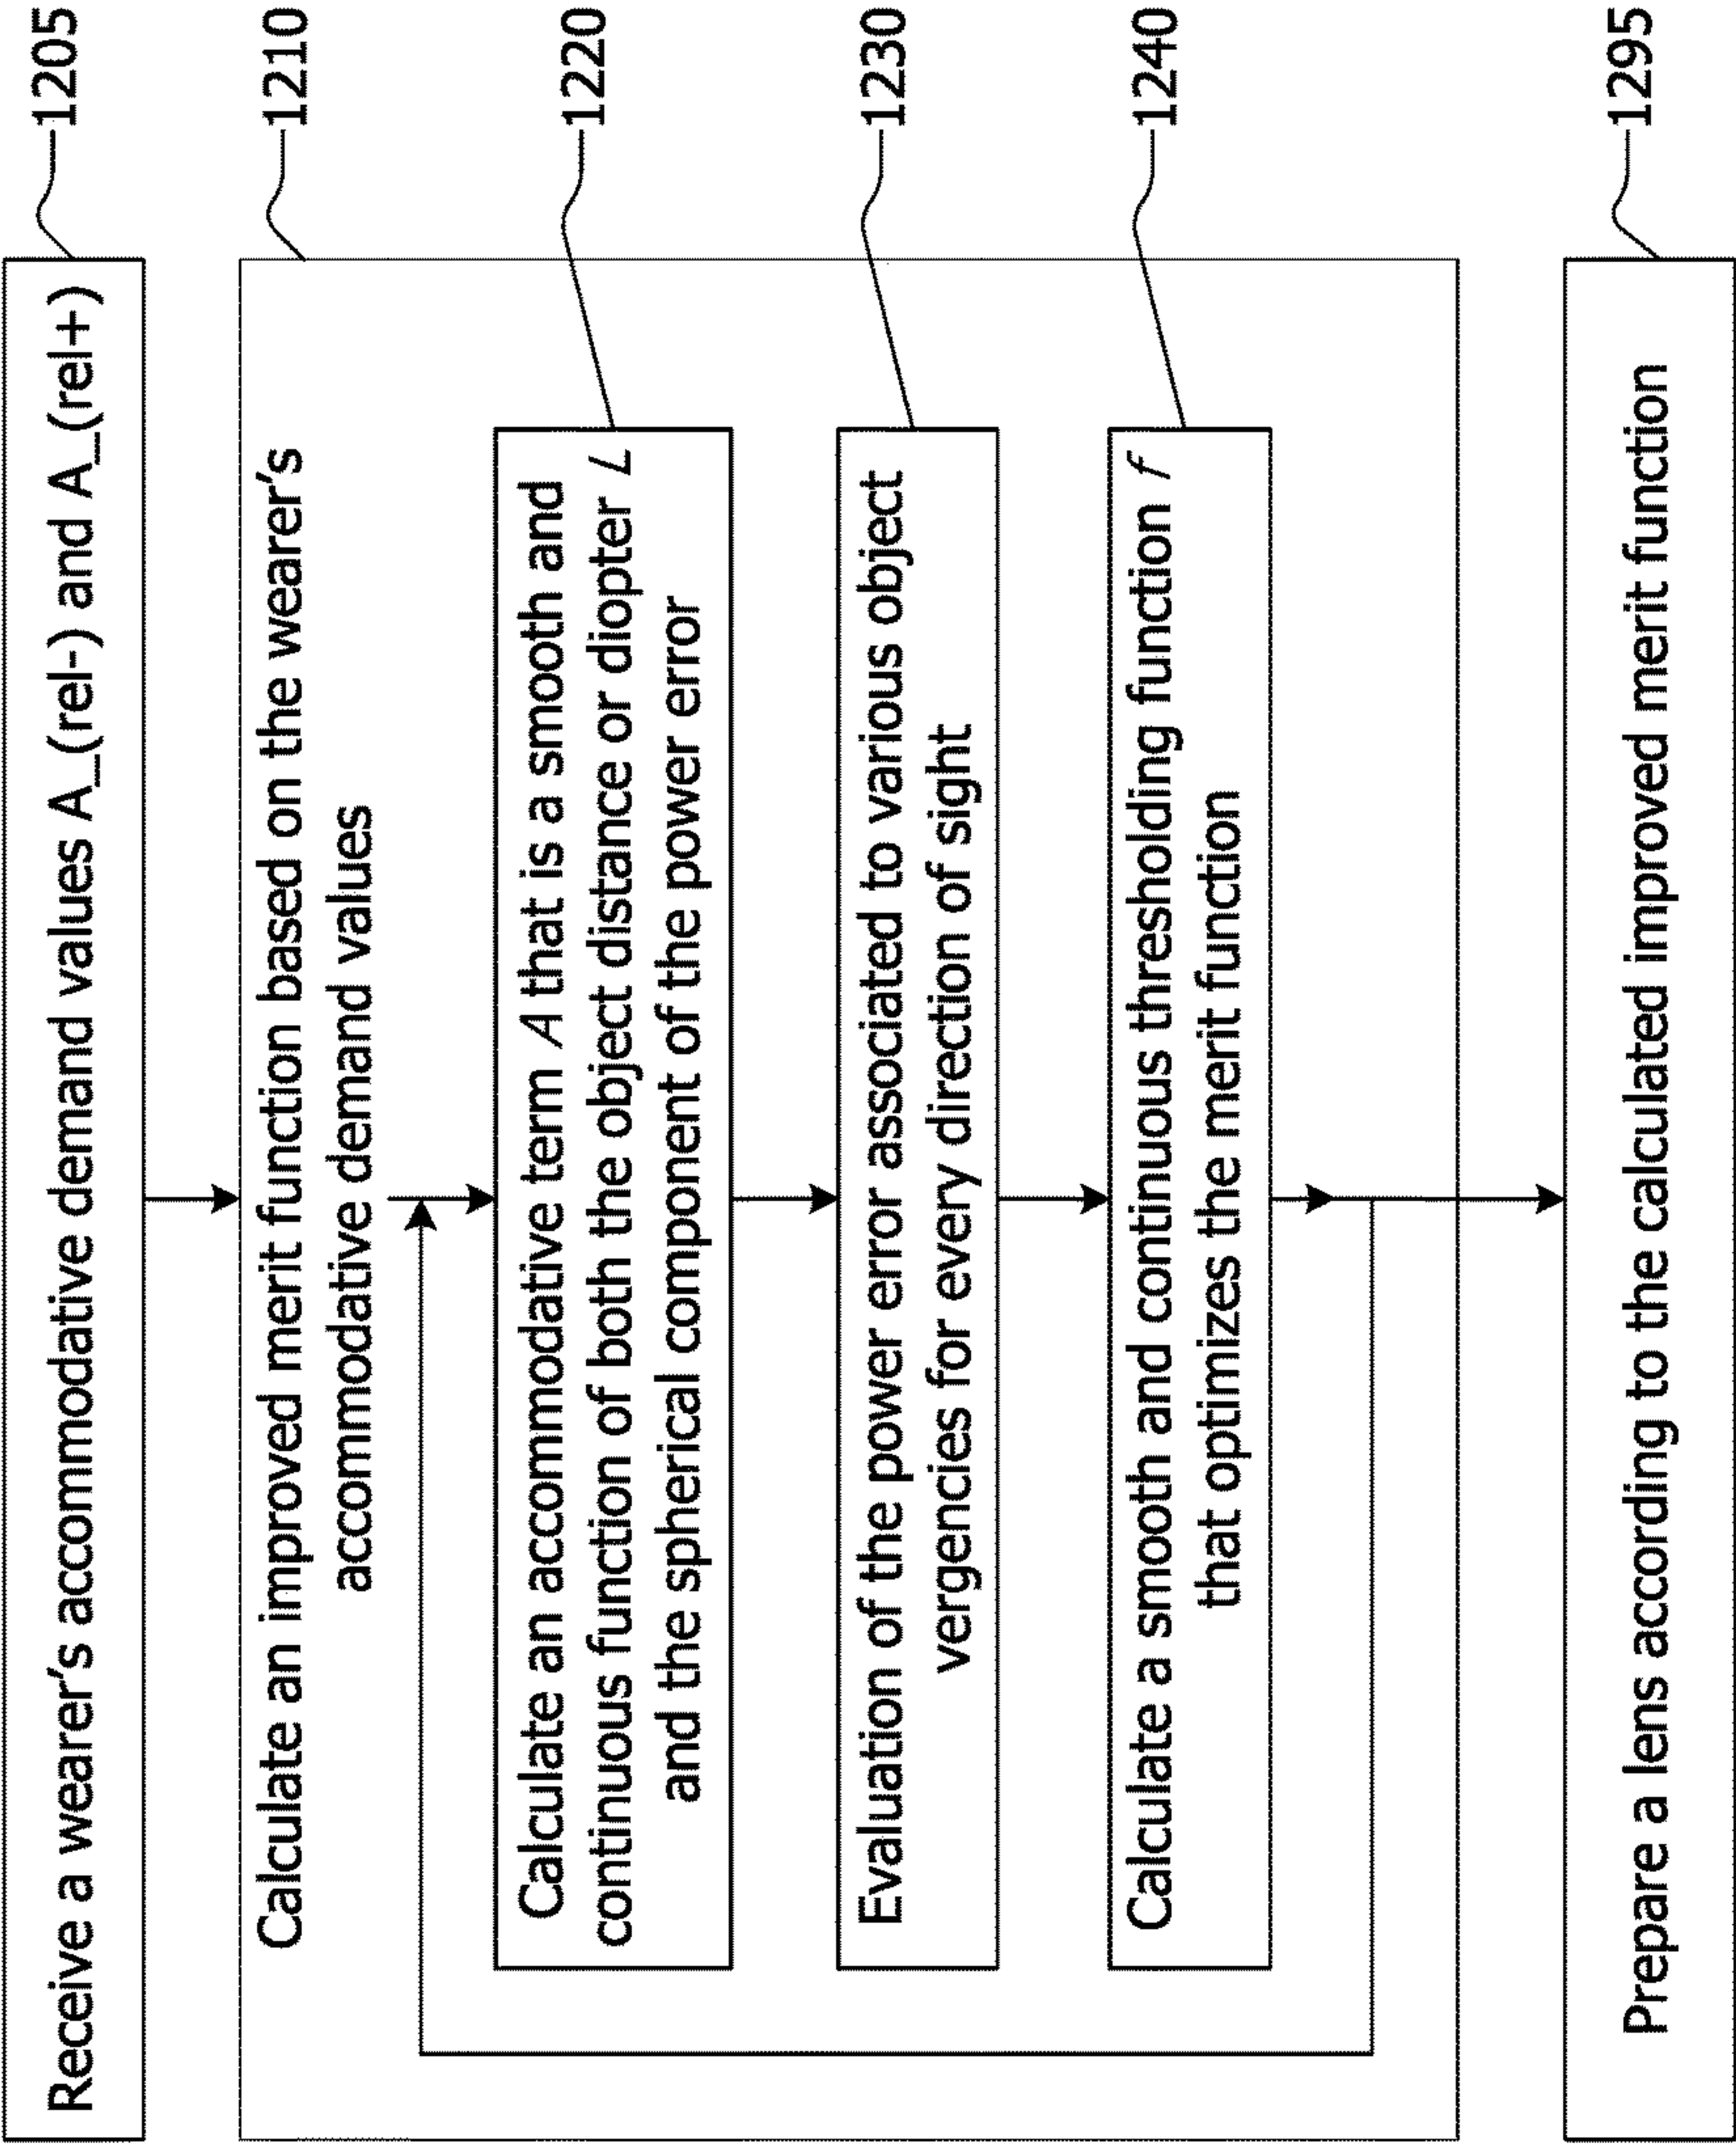 Receive a wearer's accommodative demand values A_(rel-) and A_(rel+)
1205
Calculate an improved merit function based on the wearer's
accommodative demand values
1210
Calculate an accommodative term A that is a smooth and
continuous function of both the object distance or diopter L
and the spherical component of the power error
1220
Evaluation of the power error associated to various object
vergencies for every direction of sight
1230
Calculate a smooth and continuous thresholding function f
that optimizes the merit function
1240
Prepare a lens according to the calculated improved merit function
1295